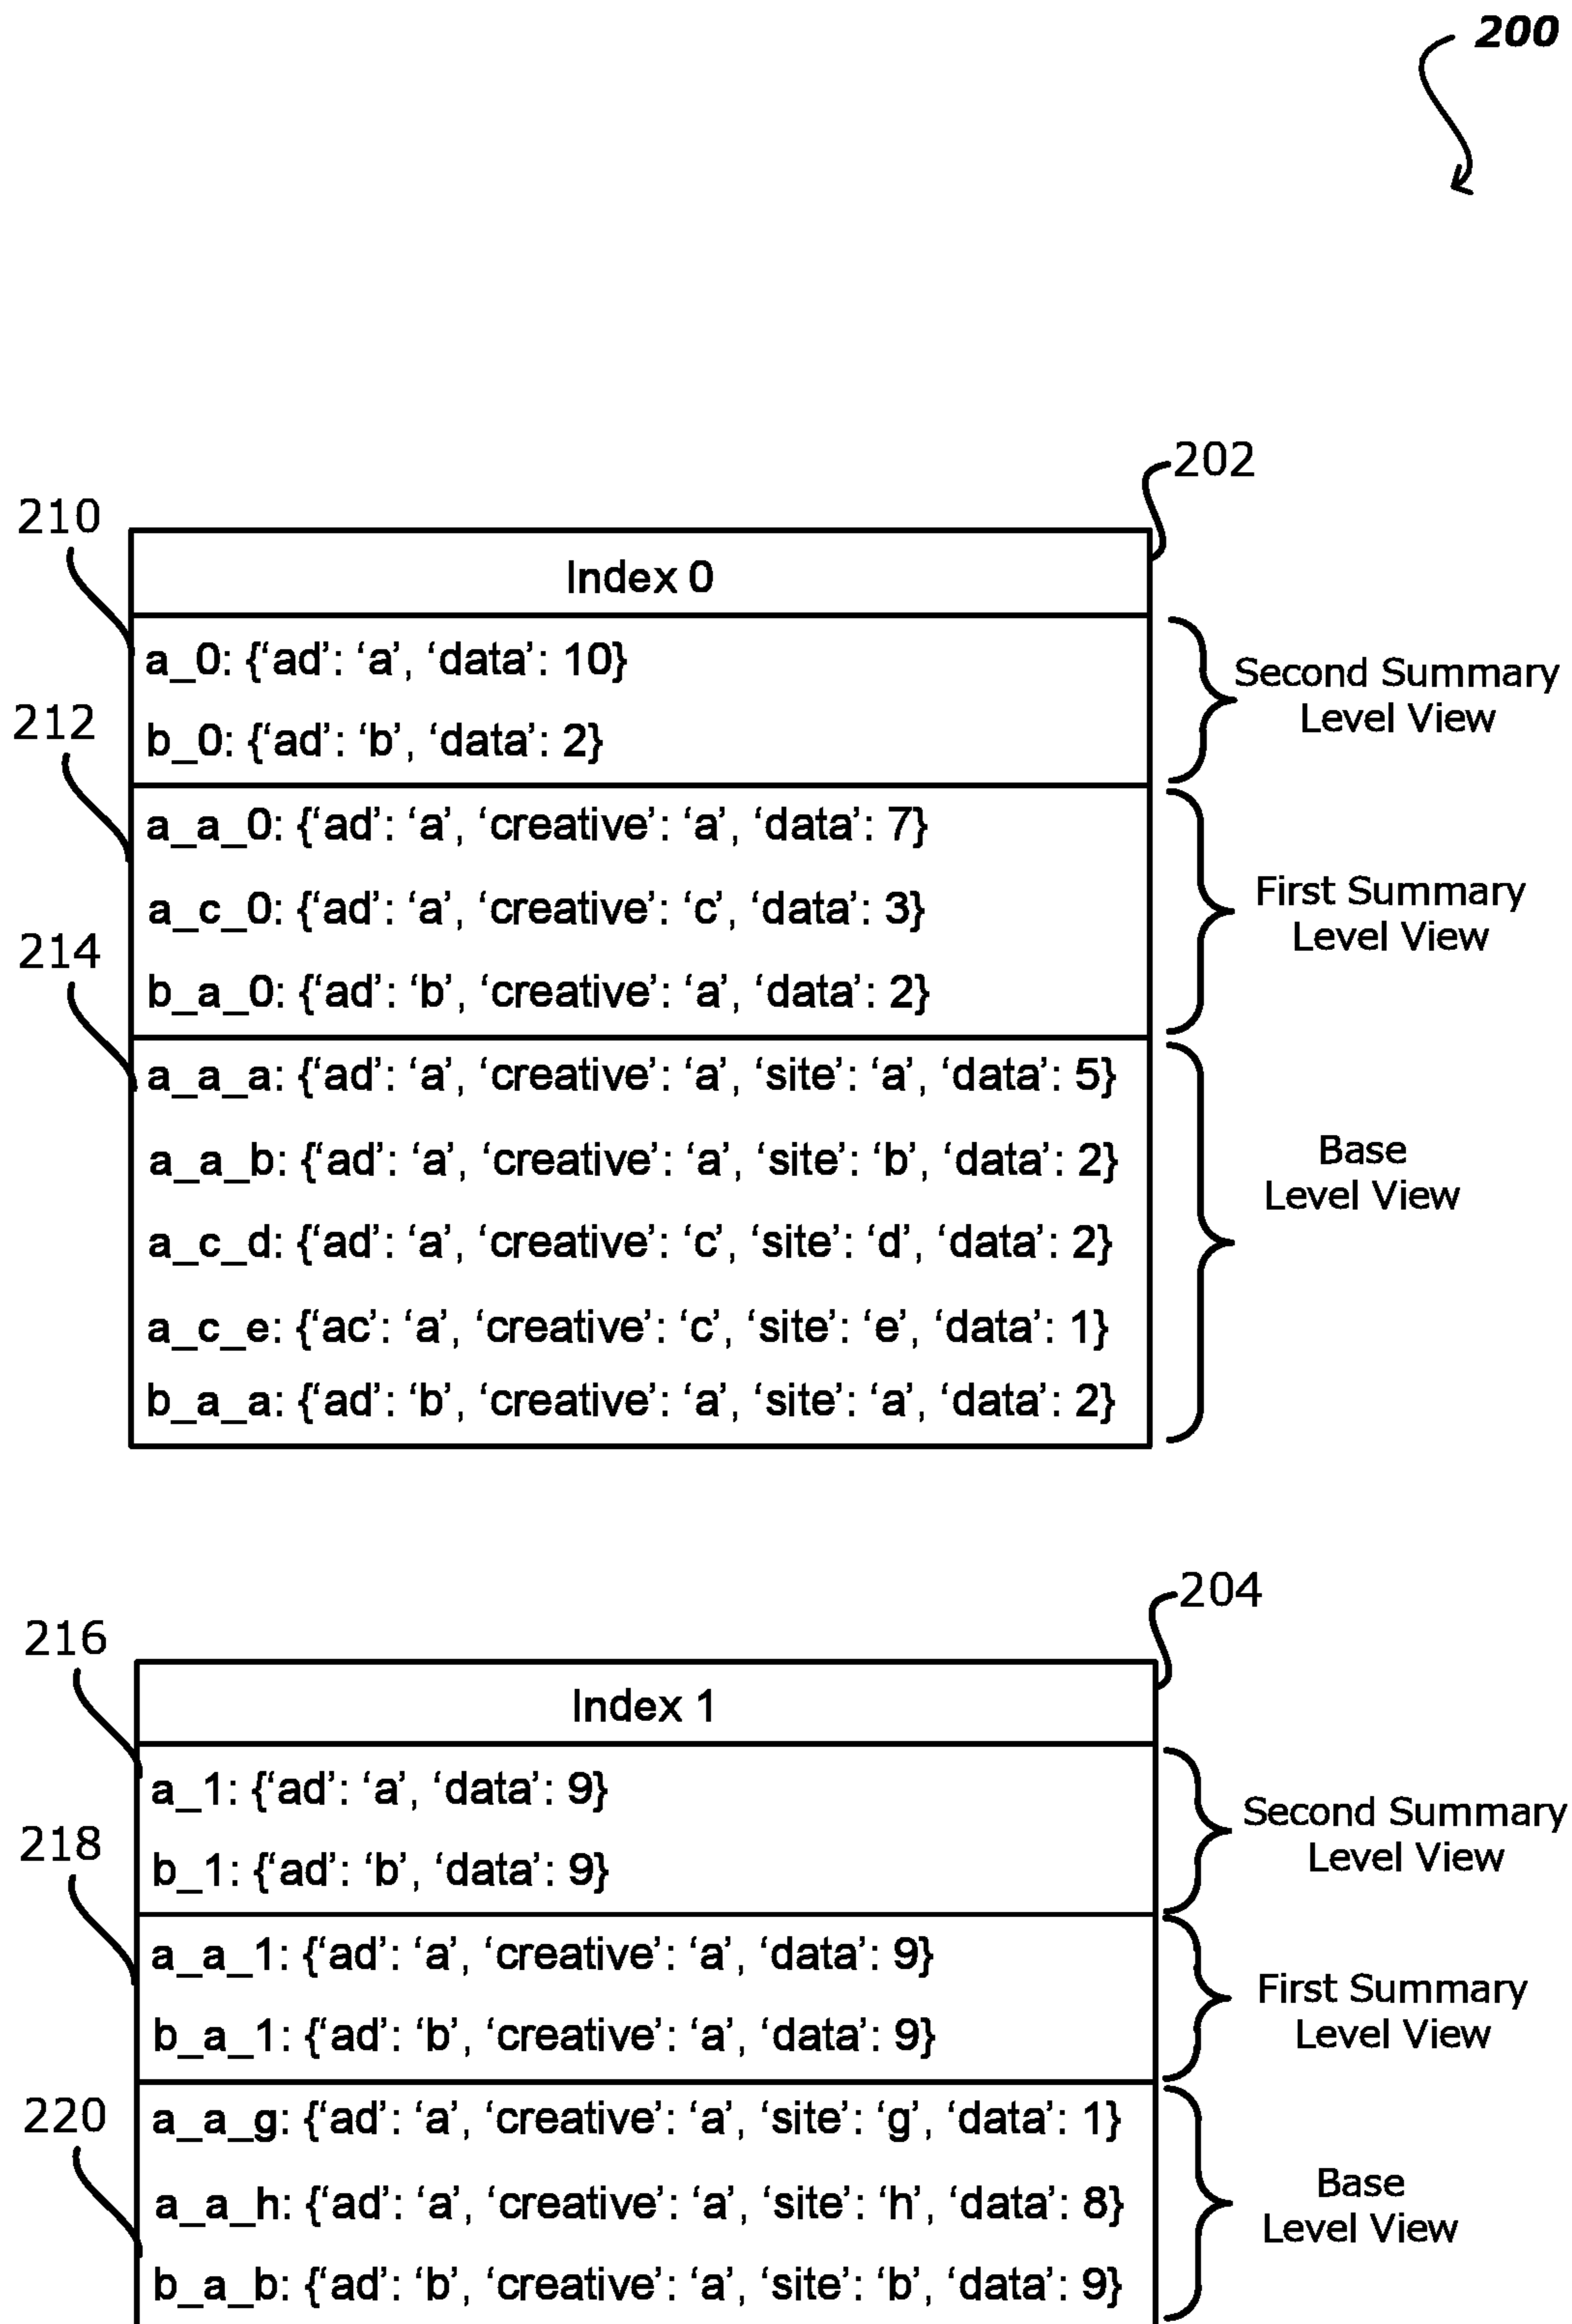 200
202
210
Index 0
a_0: {‘ad’: ‘a’, ‘data’: 10}
Second Summary
Level View
212
b_0: {‘ad’: ‘b’, ‘data’: 2}
a_a_0: {‘ad’: ‘a’, ‘creative’: ‘a’, ‘data’: 7}
First Summary
Level View
a_c_0: {‘ad’: ‘a’, ‘creative’: ‘c’, ‘data’: 3}
214
b_a_0: {‘ad’: ‘b’, ‘creative’: ‘a’, ‘data’: 2}
a_a_a: {‘ad’: ‘a’, ‘creative’: ‘a’, ‘site’: ‘a’, ‘data’: 5}
a_a_b: {‘ad’: ‘a’, ‘creative’: ‘a’, ‘site’: ‘b’, ‘data’: 2}
Base
Level View
a_c_d: {‘ad’: ‘a’, ‘creative’: ‘c’, ‘site’: ‘d’, ‘data’: 2}
a_c_e: {‘ac’: ‘a’, ‘creative’: ‘c’, ‘site’: ‘e’, ‘data’: 1}
b_a_a: {‘ad’: ‘b’, ‘creative’: ‘a’, ‘site’: ‘a’, ‘data’: 2}
204
216
Index 1
a_1: {‘ad’: ‘a’, ‘data’: 9}
Second Summary
Level View
218
b_1: {‘ad’: ‘b’, ‘data’: 9}
a_a_1: {‘ad’: ‘a’, ‘creative’: ‘a’, ‘data’: 9}
First Summary
Level View
b_a_1: {‘ad’: ‘b’, ‘creative’: ‘a’, ‘data’: 9}
220
a_a_g: {‘ad’: ‘a’, ‘creative’: ‘a’, ‘site’: ‘g’, ‘data’: 1}
a_a_h: {‘ad’: ‘a’, ‘creative’: ‘a’, ‘site’: ‘h’, ‘data’: 8}
Base
Level View
b_a_b: {‘ad’: ‘b’, ‘creative’: ‘a’, ‘site’: ‘b’, ‘data’: 9}